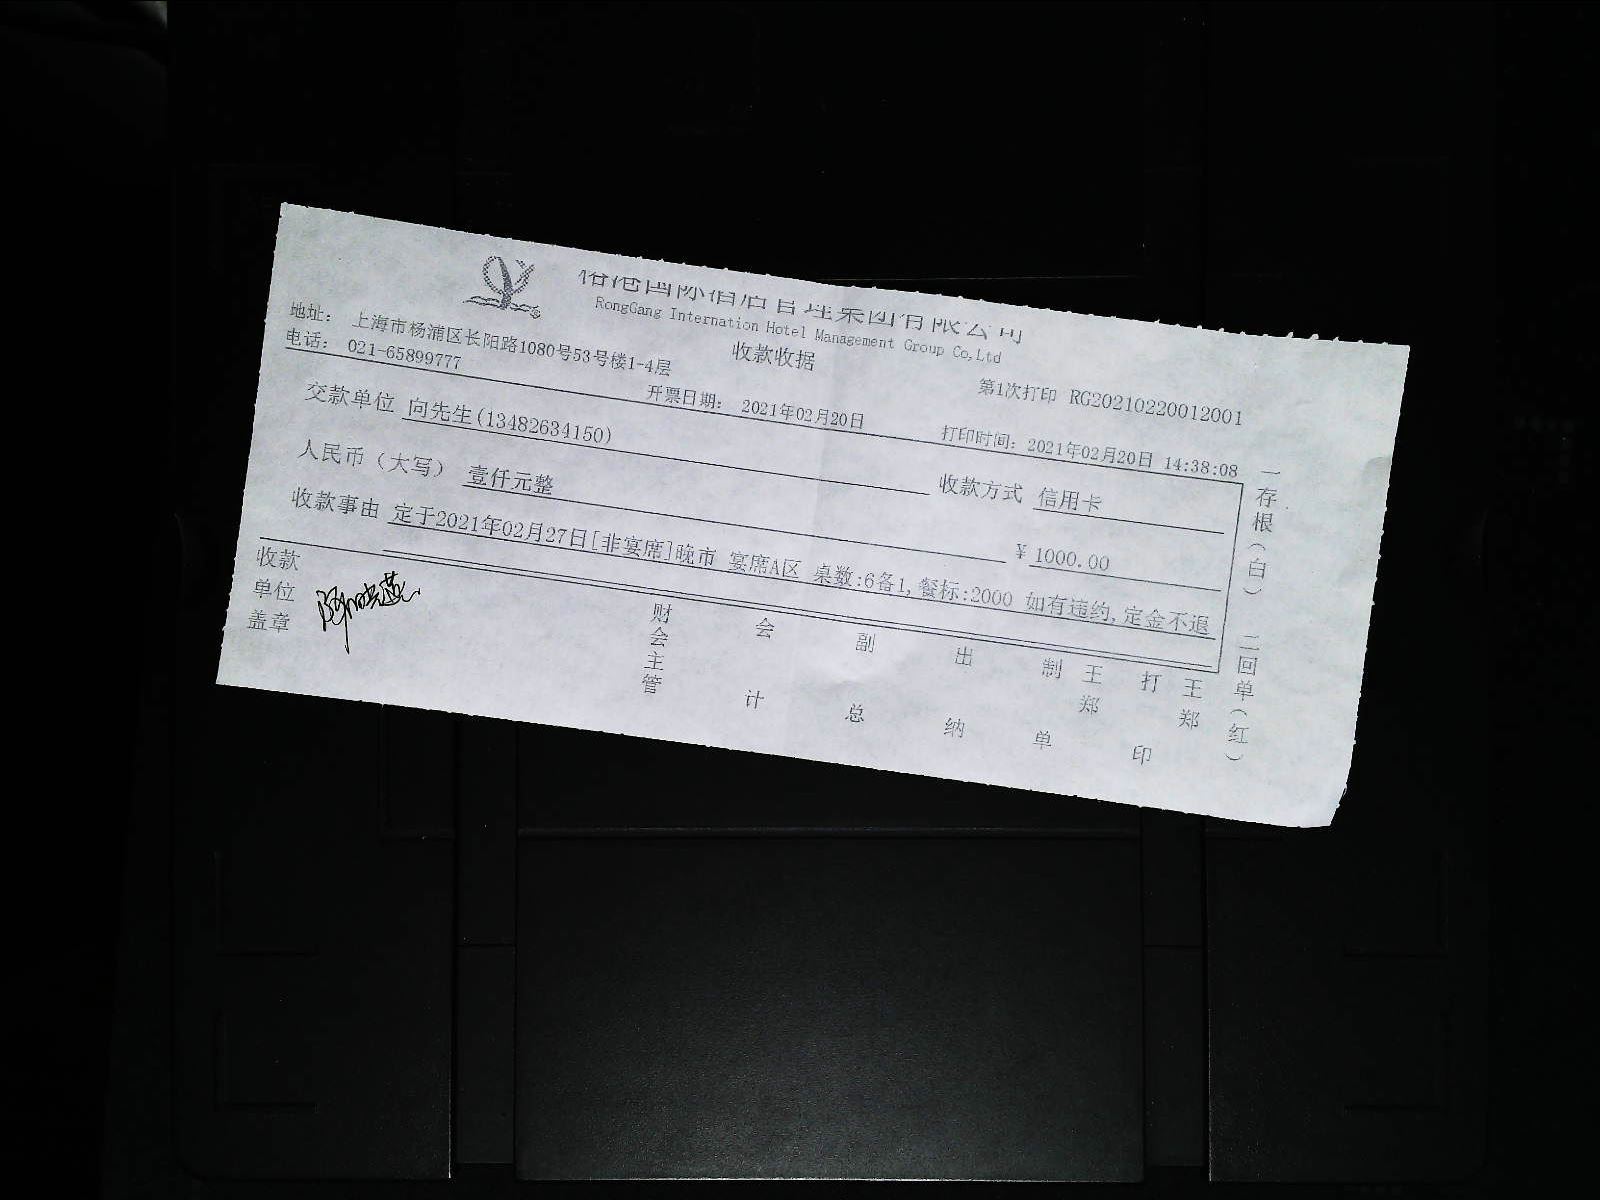 港国际酒店管理集团有限公司
RongGang Internation Hotel Management Group Co,Ltd
地址： 上海市杨浦区长阳路1080号53号楼1-4层
收款收据
第1次打印 RG20210220012001
电话： 021-65899777
开票日期： 2021年02月20日
打印时间：2021年02月20日 14:38:08
交款单位 向先生(13482634150)
收款方式 信用卡
人民币（大写） 壹仟元整
¥ 1000.00
收款事由 定于2021年02月27日[非宴席]晚市 宴席A区 桌数:6各1,餐标:2000 如有违约,定金不退
收款单位盖章
财会主管
会计
副总
出纳
制单
王郑
打印
王郑
一存根（白） 二回单（红）